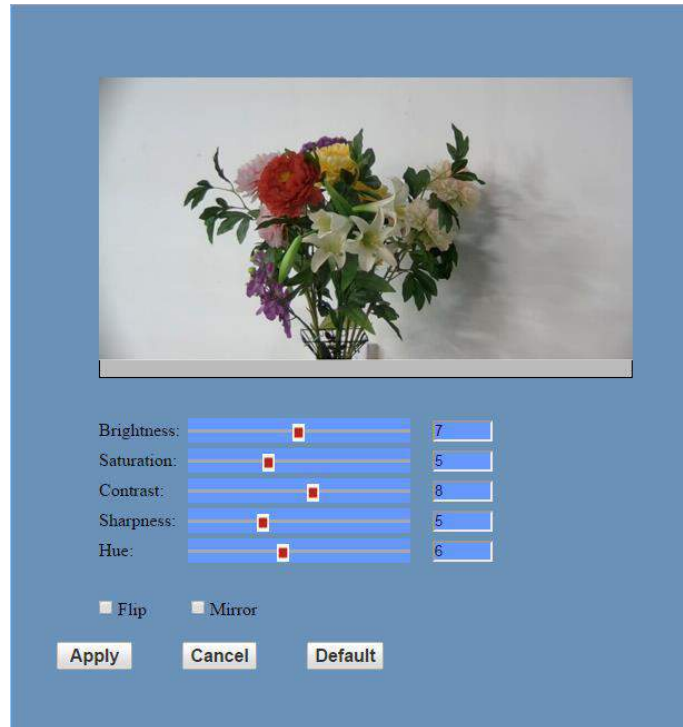 Brightness: 7
Saturation: 5
Contrast: 8
Sharpness: 5
Hue: 6
Flip Mirror
Apply Cancel Default